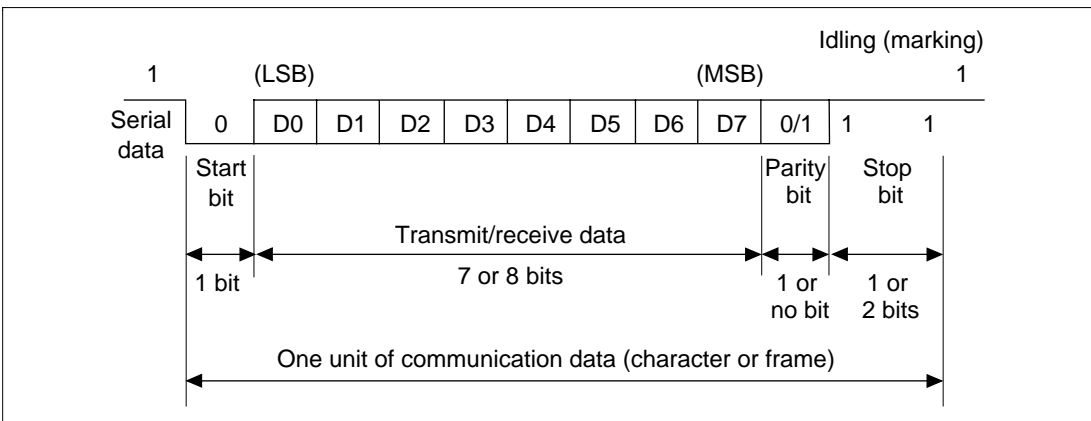 Idling (marking)
1 (LSB) (MSB) 1
Serial data
0 D0 D1 D2 D3 D4 D5 D6 D7 0/1 1 1
Start bit
Parity bit
Stop bit
Transmit/receive data
1 bit
7 or 8 bits
1 or no bit
1 or 2 bits
One unit of communication data (character or frame)